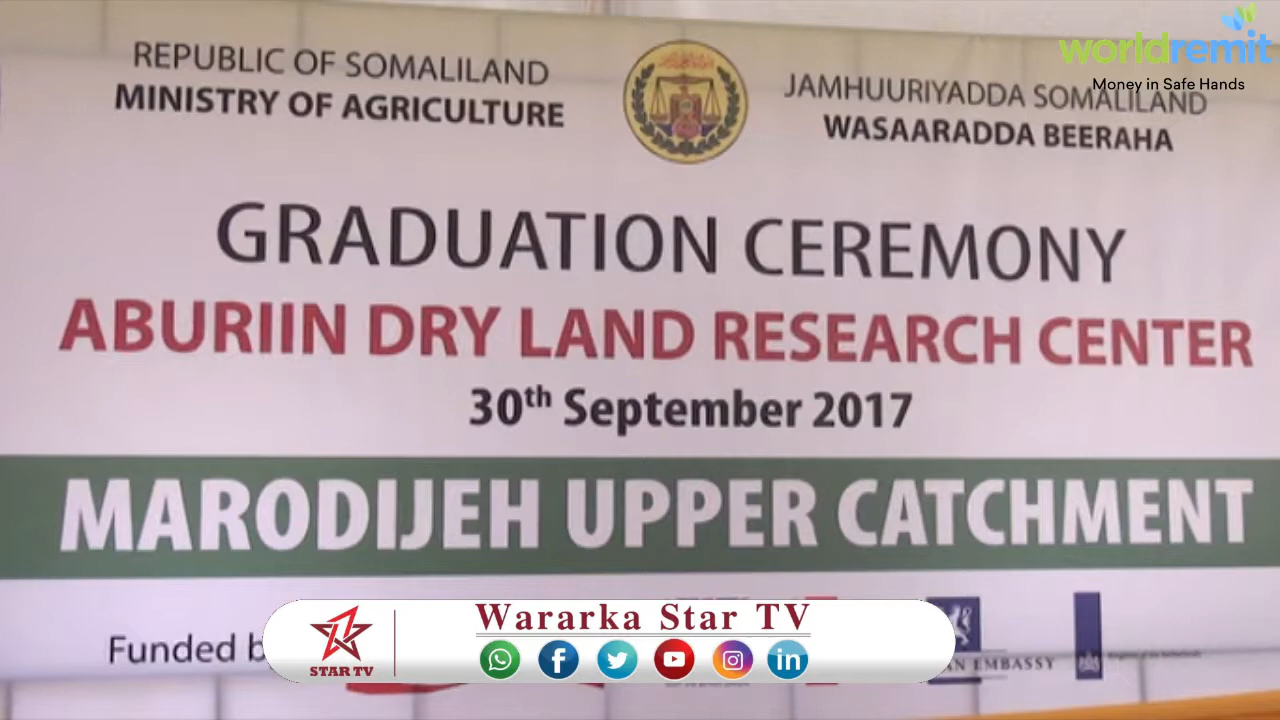 worldremit
Money in Safe Hands
REPUBLIC OF SOMALILAND
MINISTRY OF AGRICULTURE
JAMHUURIYADDA SOMALILAND
WASAARADDA BEERAHA
GRADUATION CEREMONY
ABURIIN DRY LAND RESEARCH CENTER
30th September 2017
MARODIJEH UPPER CATCHMENT
Funded
EMBASSY
Wararka Star TV
STAR TV